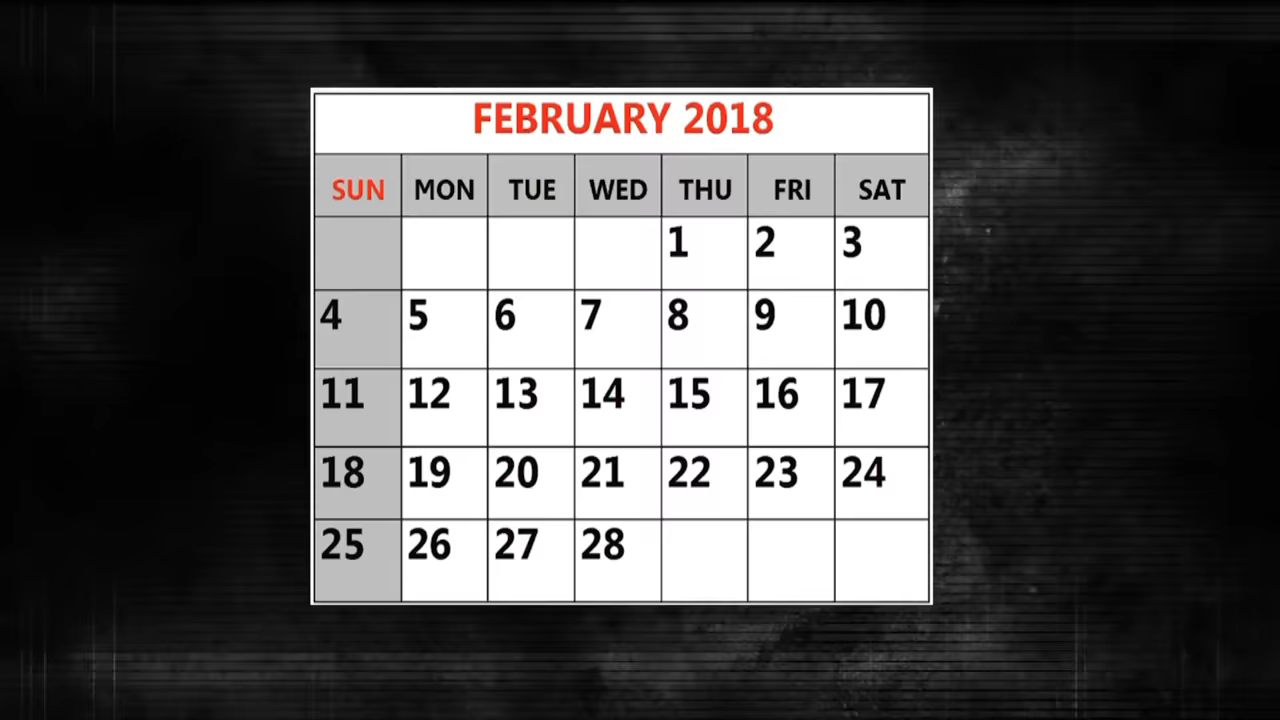 FEBRUARY 2018
SUN MON TUE WED THU FRI SAT
1 2 3
4 5 6 7 8 9 10
11 12 13 14 15 16 17
18 19 20 21 22 23 24
25 26 27 28